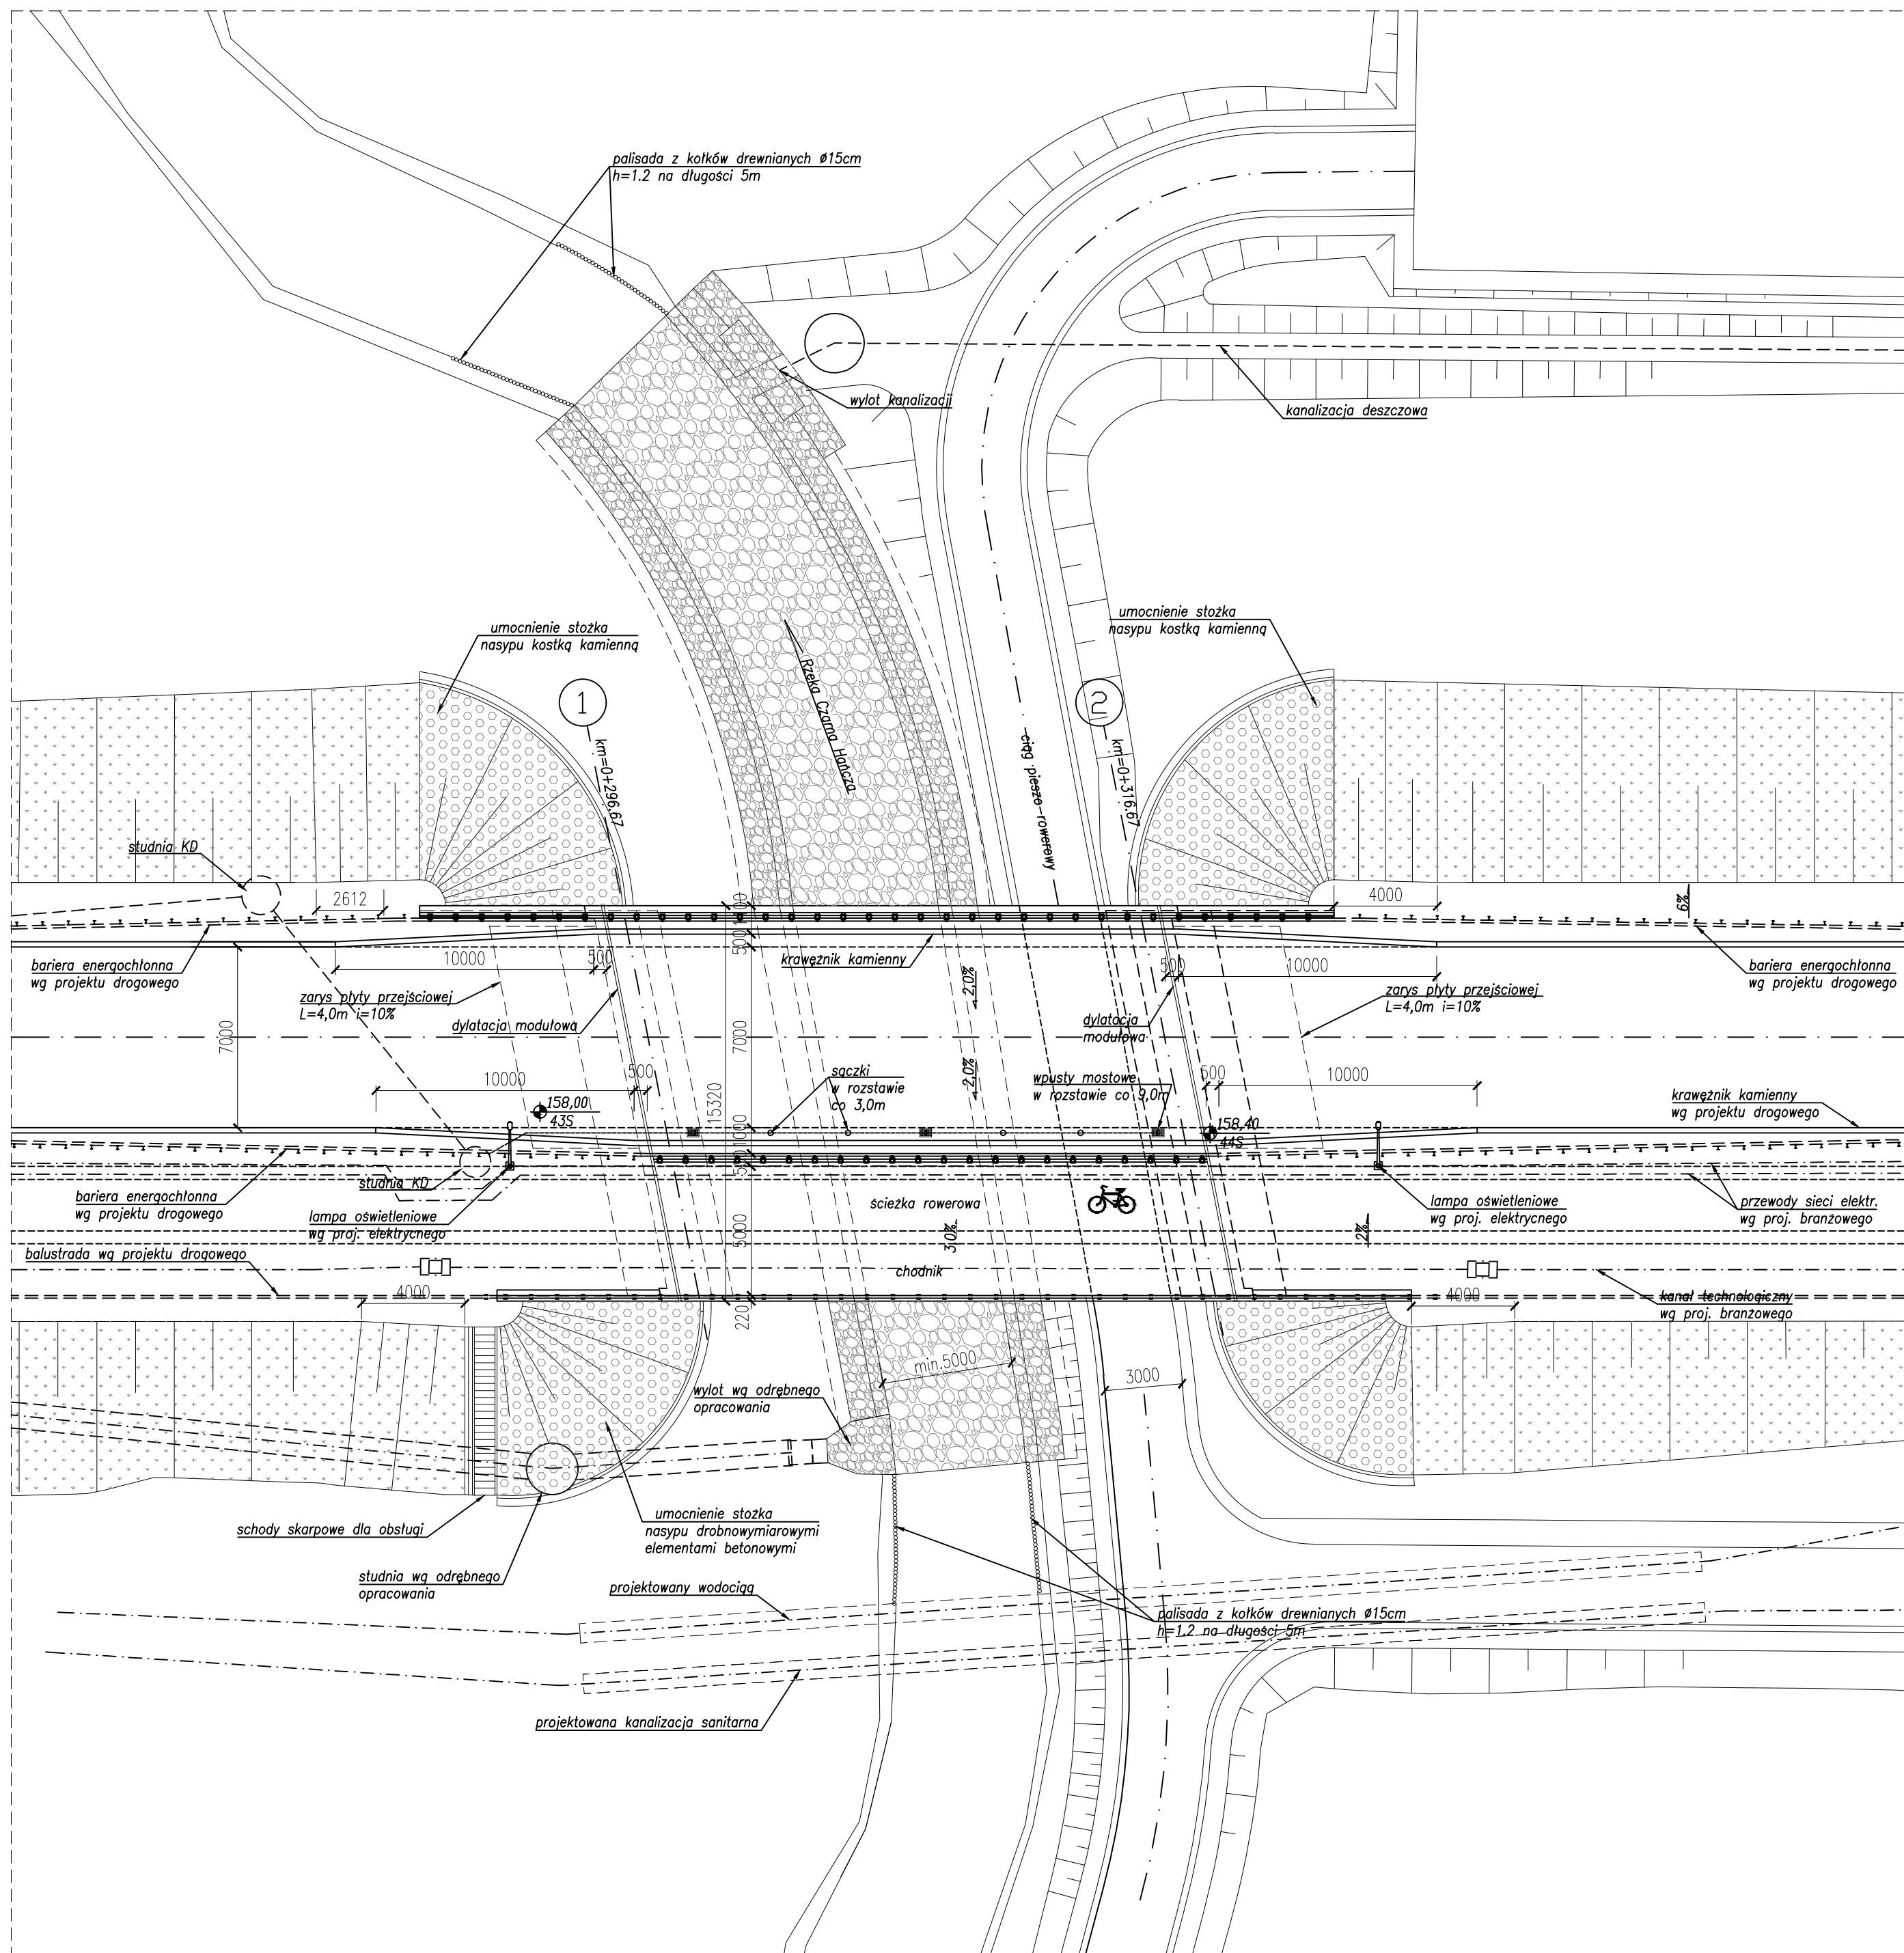 palisada z kołków drewnianych Ø15cm
h=1.2 na długości 5m
wylot kanalizacji
kanalizacja deszczowa
umocnienie stożka
nasypu kostką kamienną
umocnienie stożka
nasypu kostką kamienną
1
2
km=0+296.67
Rzeka Czarna Hańcza
ciąg pieszo-rowerowy
km=0+316.67
studnia KD
2612
4000
6%
bariera energochłonna
wg projektu drogowego
10000
500
500
krawężnik kamienny
2,0%
500
10000
bariera energochłonna
wg projektu drogowego
zarys płyty przejściowej
L=4,0m i=10%
zarys płyty przejściowej
L=4,0m i=10%
dylatacja modułowa
dylatacja
modułowa
7000
7000
15320
2,0%
10000
500
sączki
w rozstawie
co 3,0m
wpusty mostowe
w rozstawie co 9,0m
500
10000
158,00
43S
158,40
44S
1000
krawężnik kamienny
wg projektu drogowego
studnia KD
bariera energochłonna
wg projektu drogowego
lampa oświetleniowe
wg proj. elektrycnego
ścieżka rowerowa
5000
3,0%
2%
lampa oświetleniowe
wg proj. elektrycnego
przewody sieci elektr.
wg proj. branżowego
balustrada wg projektu drogowego
chodnik
4000
220
4000
kanał technologiczny
wg proj. branżowego
min.5000
3000
wylot wg odrębnego
opracowania
schody skarpowe dla obsługi
umocnienie stożka
nasypu drobnowymiarowymi
elementami betonowymi
studnia wg odrębnego
opracowania
projektowany wodociąg
palisada z kołków drewnianych Ø15cm
h=1.2 na długości 5m
projektowana kanalizacja sanitarna